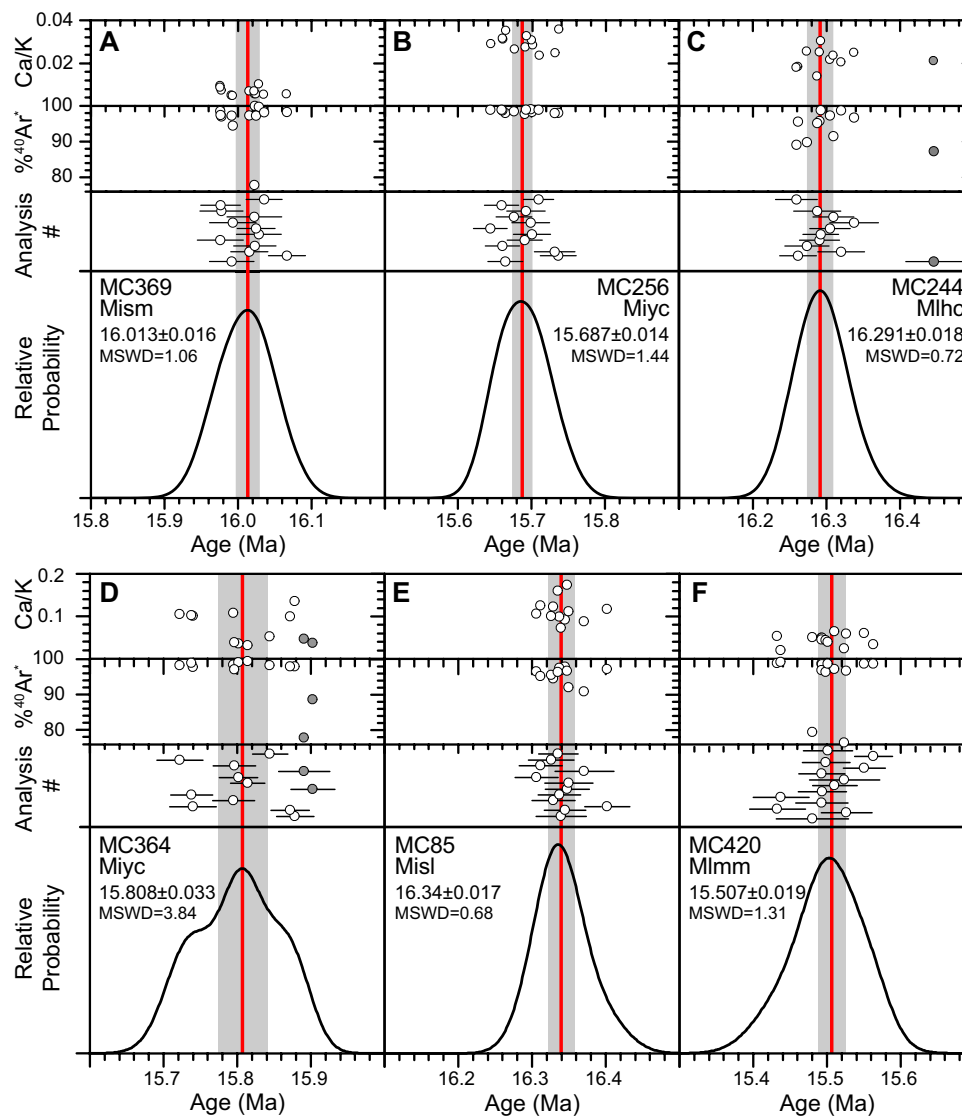 A
B
C
Ca/K
0.04
0.02
%⁴⁰Ar*
100
90
80
Analysis
#
Relative
Probability
MC369
Mism
16.013±0.016
MSWD=1.06
MC256
Miyc
15.687±0.014
MSWD=1.44
MC244
Mlho
16.291±0.018
MSWD=0.72
15.8 15.9 16.0 16.1
15.6 15.7 15.8
16.2 16.3 16.4
Age (Ma) Age (Ma) Age (Ma)
D
E
F
Ca/K
0.2
0.1
%⁴⁰Ar*
100
90
80
Analysis
#
Relative
Probability
MC364
Miyc
15.808±0.033
MSWD=3.84
MC85
Misl
16.34±0.017
MSWD=0.68
MC420
Mlmm
15.507±0.019
MSWD=1.31
15.7 15.8 15.9
16.2 16.3 16.4
15.4 15.5 15.6
Age (Ma) Age (Ma) Age (Ma)